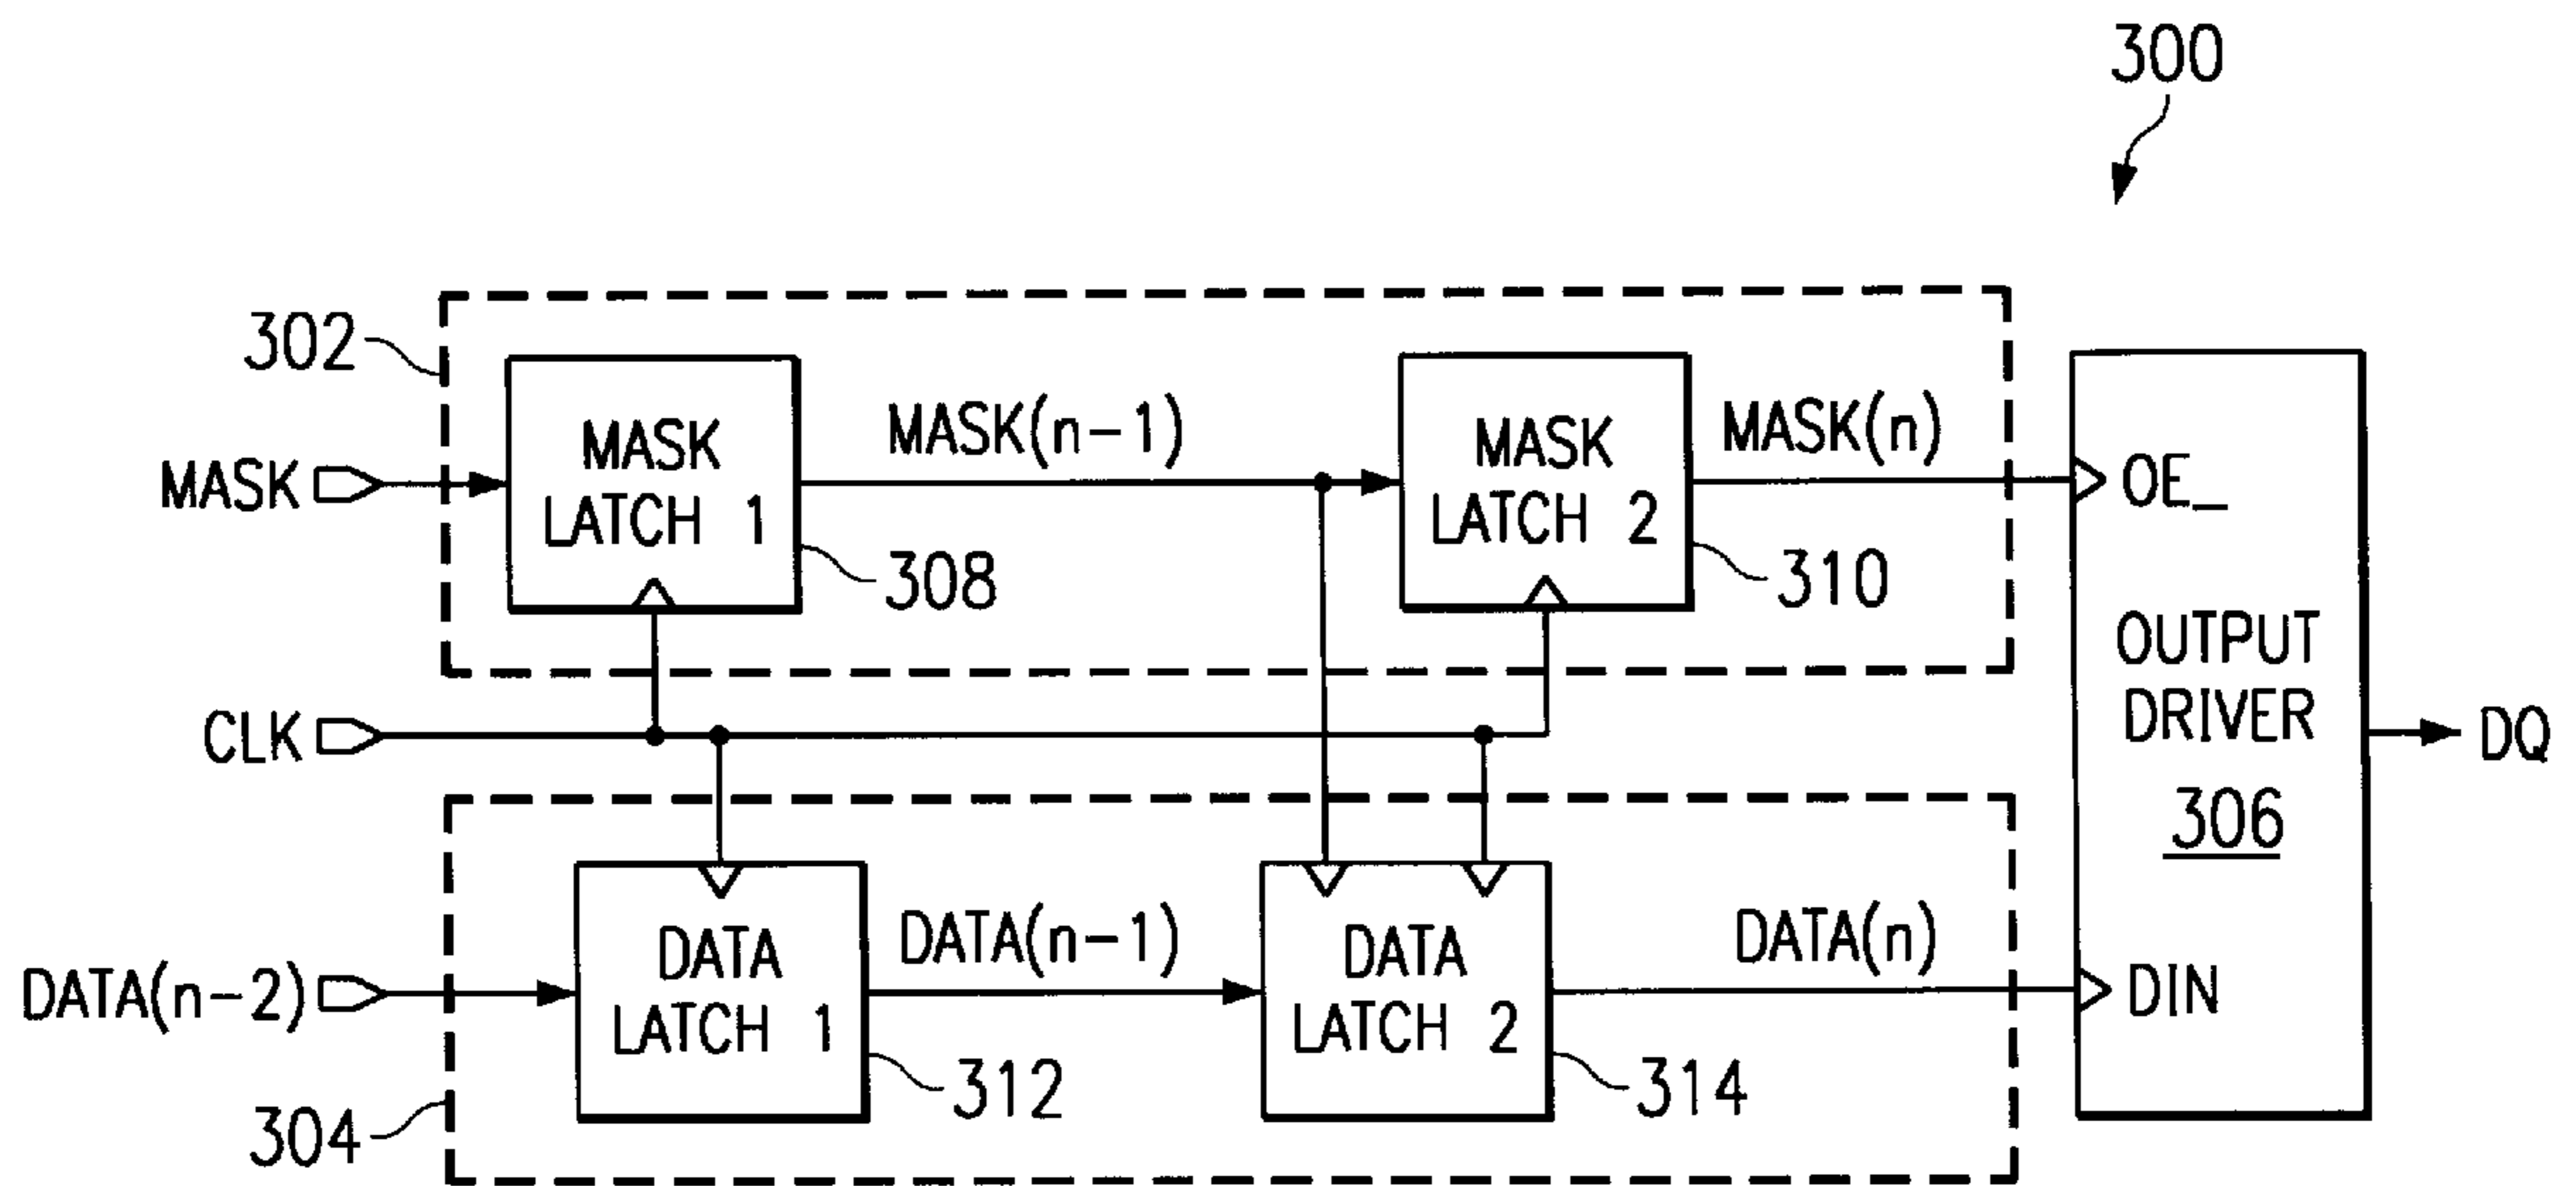 300
302
MASK
MASK
LATCH 1
308
MASK(n-1)
MASK
LATCH 2
310
MASK(n)
OE_
OUTPUT
DRIVER
306
DQ
CLK
DATA(n-2)
DATA
LATCH 1
312
DATA(n-1)
DATA
LATCH 2
314
DATA(n)
DIN
304